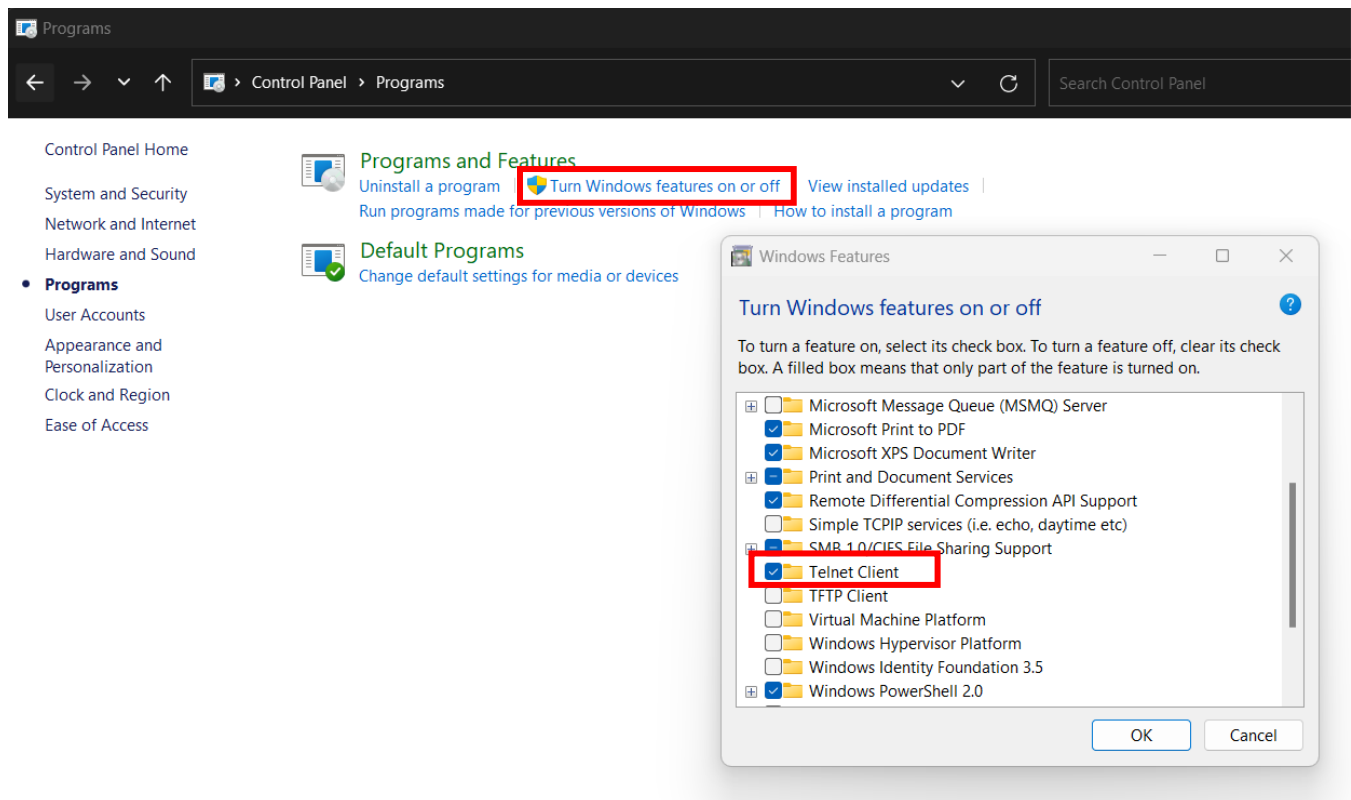 Programs
Control Panel > Programs
Search Control Panel
Control Panel Home
System and Security
Network and Internet
Hardware and Sound
Programs
User Accounts
Appearance and
Personalization
Clock and Region
Ease of Access
Programs and Features
Uninstall a program Turn Windows features on or off View installed updates
Run programs made for previous versions of Windows How to install a program
Default Programs
Change default settings for media or devices
Windows Features
Turn Windows features on or off
?
To turn a feature on, select its check box. To turn a feature off, clear its check
box. A filled box means that only part of the feature is turned on.
Microsoft Message Queue (MSMQ) Server
Microsoft Print to PDF
Microsoft XPS Document Writer
Print and Document Services
Remote Differential Compression API Support
Simple TCPIP services (i.e. echo, daytime etc)
SMB 1.0/CIFS File Sharing Support
Telnet Client
TFTP Client
Virtual Machine Platform
Windows Hypervisor Platform
Windows Identity Foundation 3.5
Windows PowerShell 2.0
OK Cancel